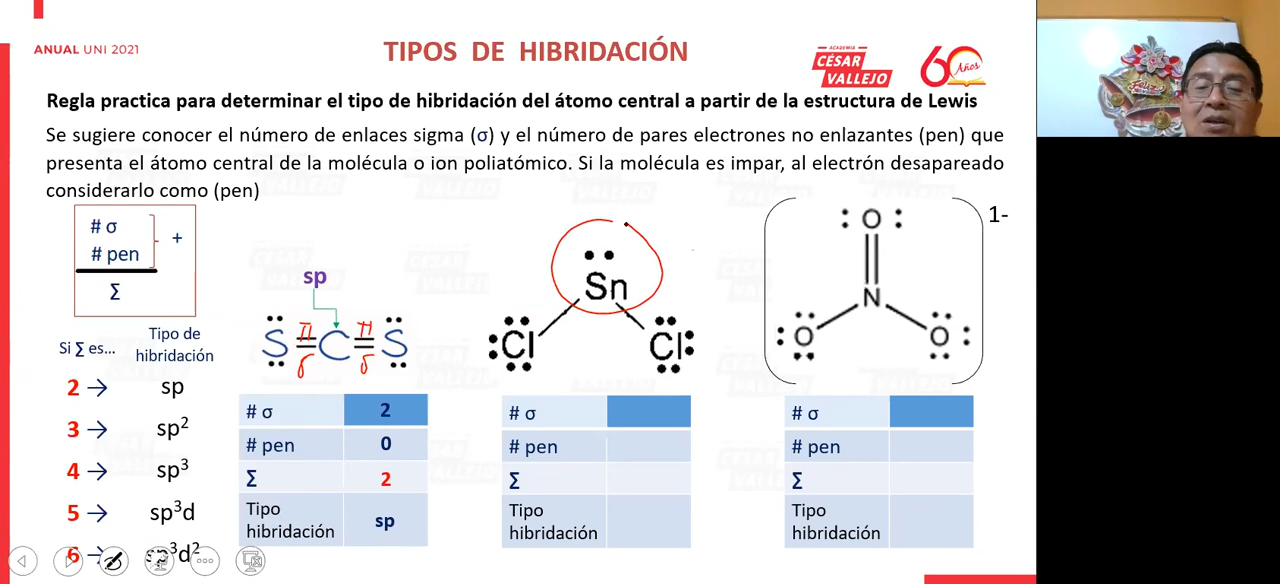 ANUAL UNI 2021
TIPOS DE HIBRIDACIÓN
ACADEMIA
CÉSAR
VALLEJO
60 Años
Regla practica para determinar el tipo de hibridación del átomo central a partir de la estructura de Lewis
Se sugiere conocer el número de enlaces sigma (σ) y el número de pares electrones no enlazantes (pen) que
presenta el átomo central de la molécula o ion poliatómico. Si la molécula es impar, al electrón desapareado
considerarlo como (pen)
# σ
# pen
+
Σ
Si Σ es...
Tipo de
hibridación
2 → sp
3 → sp²
4 → sp³
5 → sp³d
6 → sp³d²
sp
S = C = S
π π
σ σ
# σ 2
# pen 0
Σ 2
Tipo
hibridación
sp
Sn
Cl Cl
# σ
# pen
Σ
Tipo
hibridación
1-
O
N
O O
# σ
# pen
Σ
Tipo
hibridación